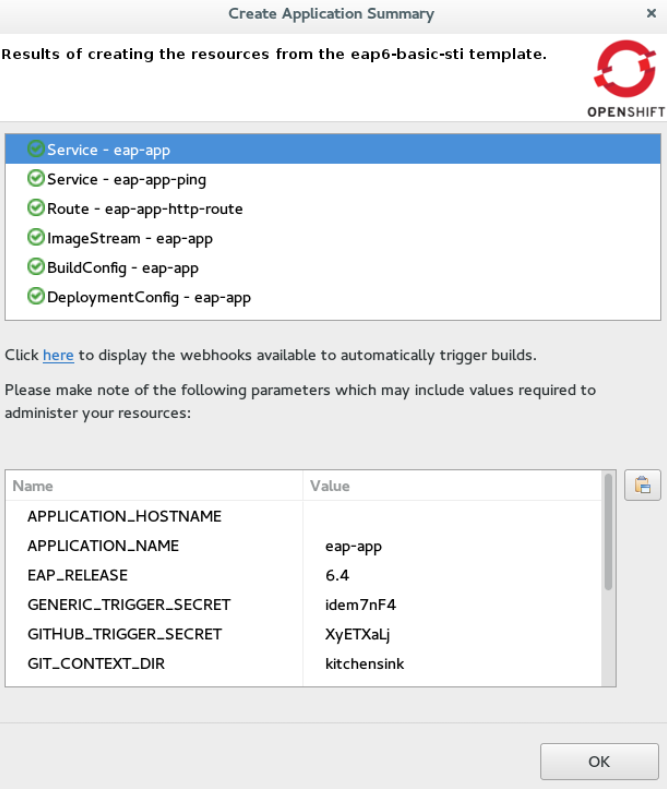 Create Application Summary ×
Results of creating the resources from the eap6-basic-sti template.
OPENSHIFT
Service - eap-app
Service - eap-app-ping
Route - eap-app-http-route
ImageStream - eap-app
BuildConfig - eap-app
DeploymentConfig - eap-app
Click here to display the webhooks available to automatically trigger builds.
Please make note of the following parameters which may include values required to
administer your resources:
Name Value
APPLICATION_HOSTNAME
APPLICATION_NAME eap-app
EAP_RELEASE 6.4
GENERIC_TRIGGER_SECRET idem7nF4
GITHUB_TRIGGER_SECRET XyETXaLj
GIT_CONTEXT_DIR kitchensink
OK